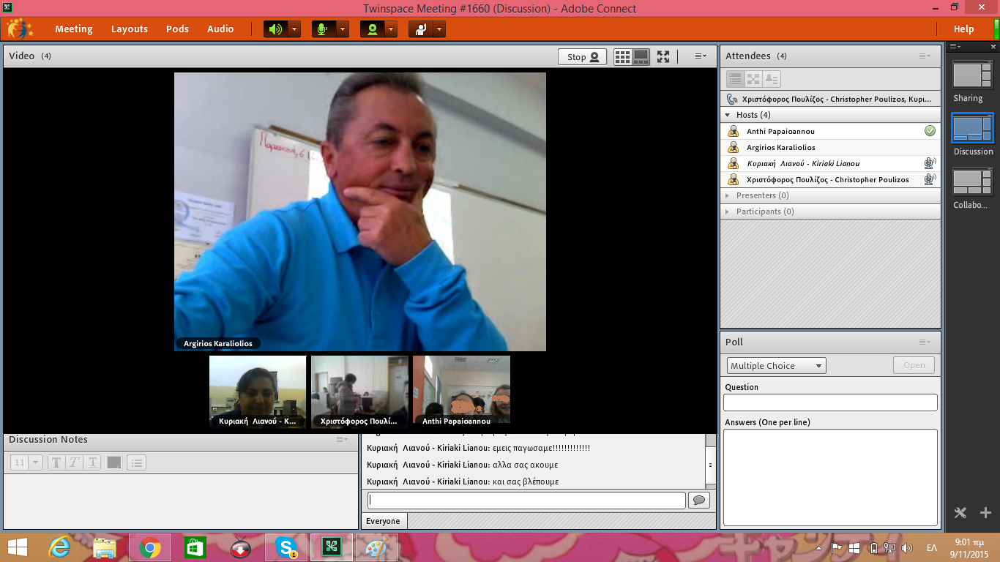 Twinspace Meeting #1660 (Discussion) - Adobe Connect
Meeting Layouts Pods Audio Help
Video (4)
Stop
Παρασκευή 6
Argirios Karaliolios
Κυριακή Λιανού - Κ...
Χριστόφορος Πουλί...
Anthi Papaioannou
Attendees (4)
Χριστόφορος Πουλίζος - Christopher Poulizos, Κυρι...
Hosts (4)
Anthi Papaioannou
Argirios Karaliolios
Κυριακή Λιανού - Kiriaki Lianou
Χριστόφορος Πουλίζος - Christopher Poulizos
Presenters (0)
Participants (0)
Sharing
Discussion
Collabo...
Poll
Multiple Choice
Open
Question
Answers (One per line)
Discussion Notes
11 T T T
Κυριακή Λιανού - Kiriaki Lianou: εμεις παγωσαμε!!!!!!!!!!!!!
Κυριακή Λιανού - Kiriaki Lianou: αλλα σας ακουμε
Κυριακή Λιανού - Kiriaki Lianou: και σας βλέπουμε
Everyone
1
ΕΛ
9:01 πμ
9/11/2015